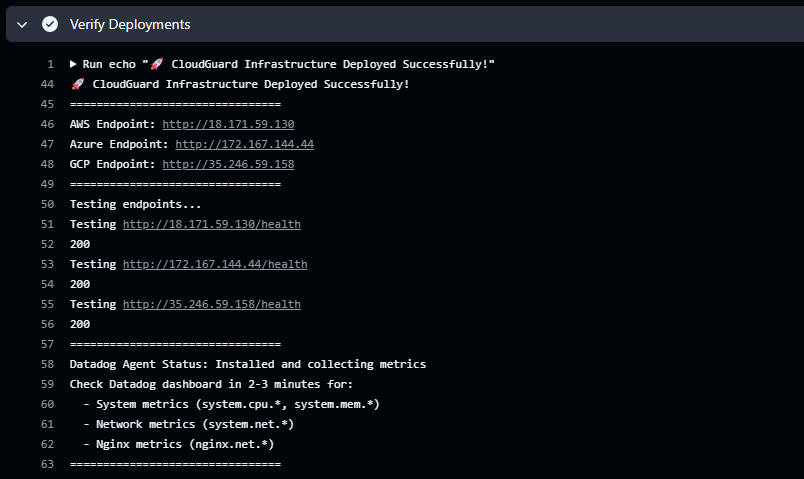 Verify Deployments
1 ▶ Run echo "🚀 CloudGuard Infrastructure Deployed Successfully!"
44 🚀 CloudGuard Infrastructure Deployed Successfully!
45 ================================
46 AWS Endpoint: http://18.171.59.130
47 Azure Endpoint: http://172.167.144.44
48 GCP Endpoint: http://35.246.59.158
49 ================================
50 Testing endpoints...
51 Testing http://18.171.59.130/health
52 200
53 Testing http://172.167.144.44/health
54 200
55 Testing http://35.246.59.158/health
56 200
57 ================================
58 Datadog Agent Status: Installed and collecting metrics
59 Check Datadog dashboard in 2-3 minutes for:
60   - System metrics (system.cpu.*, system.mem.*)
61   - Network metrics (system.net.*)
62   - Nginx metrics (nginx.net.*)
63 ================================